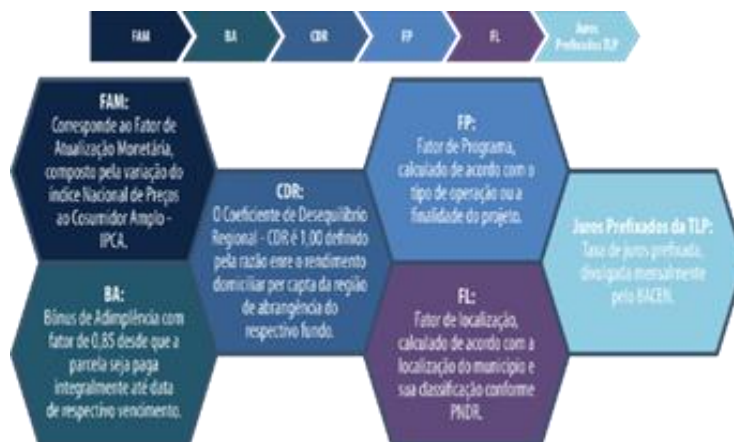 FAM
BA
CDR
FP
FL
Juros
Prefixados TLP
FAM:
Corresponde ao Fator de
Atualização Monetária,
composto pela variação do
índice Nacional de Preços
ao Cosumidor Amplo –
IPCA.
BA:
Bônus de Adimplência com
fator de 0,85 desde que a
parcela seja paga
integralmente até data
de respectivo vencimento.
CDR:
O Coeficiente de Desequilíbrio
Regional - CDR é 1,00 definido
pela razão enre o rendimento
domiciliar per capta da região
de abrangência do
respectivo fundo.
FP:
Fator de Programa,
calculado de acordo com o
tipo de operação ou a
finalidade do projeto.
FL:
Fator de localização,
calculado de acordo com a
localização do município e
sua classificação conforme
PNDR.
Juros Prefixados da TLP:
Taxa de juros prefixada,
divulgada mensalmente
pelo BACEN.